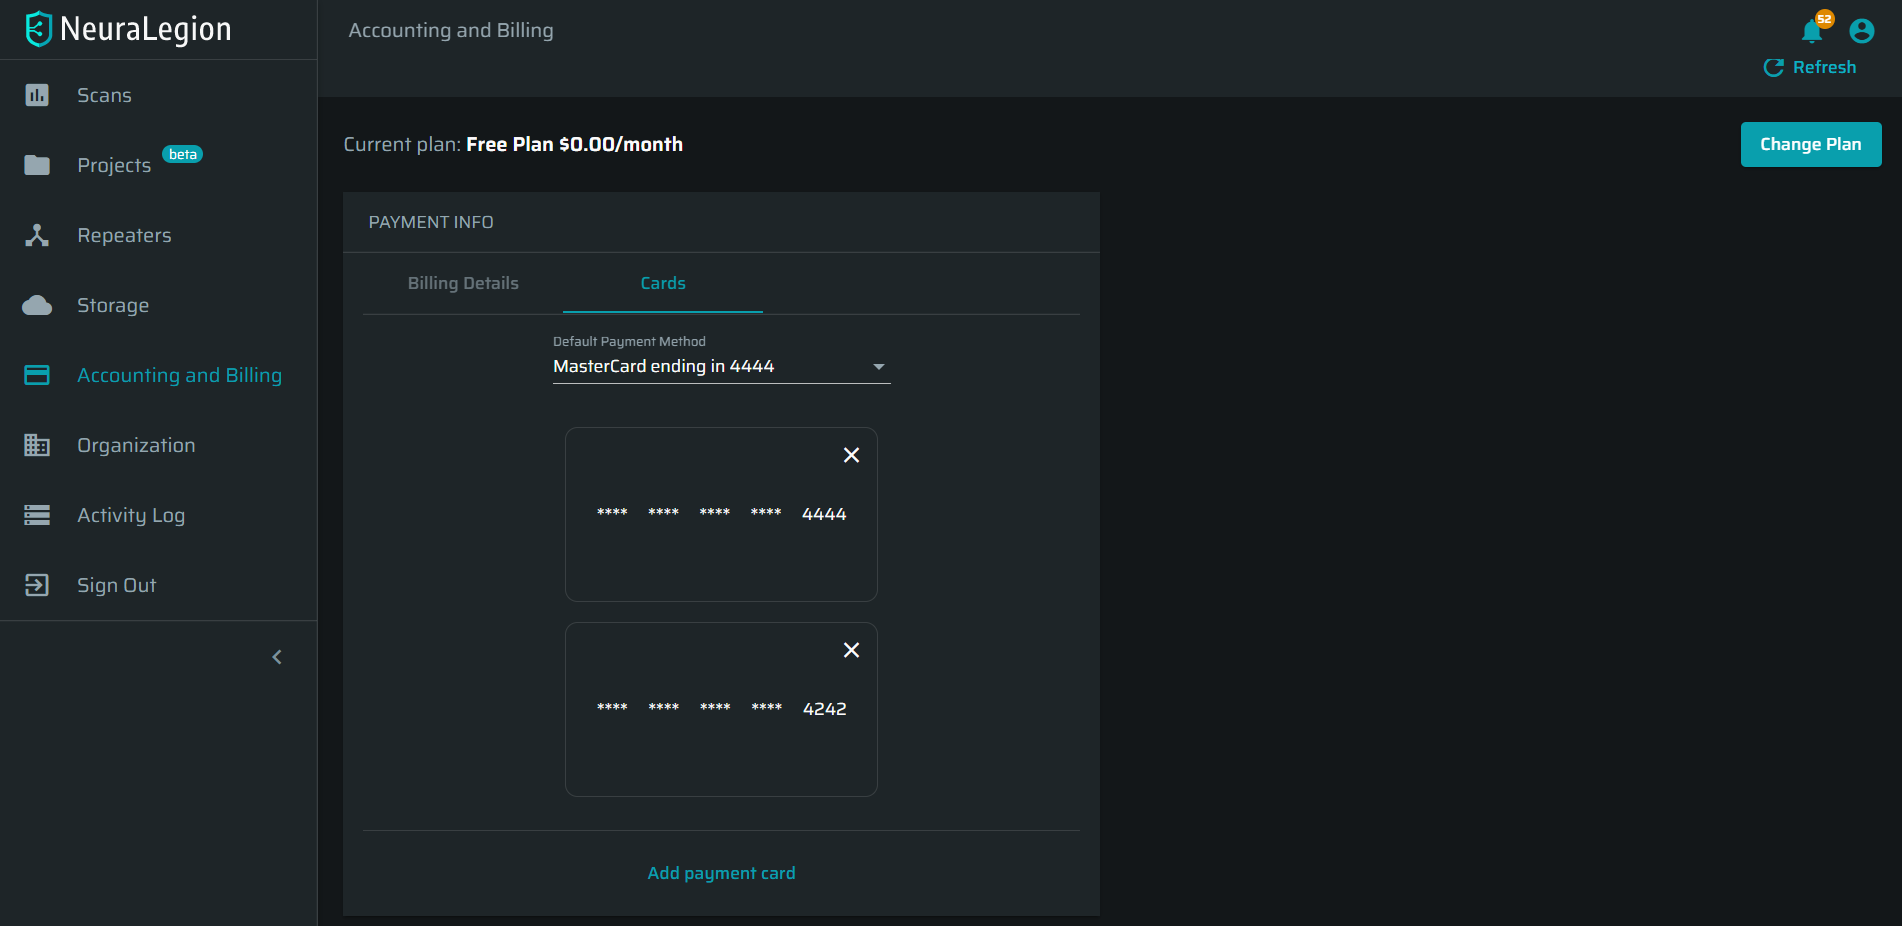 NeuraLegion
Scans
Projects beta
Repeaters
Storage
Accounting and Billing
Organization
Activity Log
Sign Out
Accounting and Billing
52
Refresh
Current plan: Free Plan $0.00/month
Change Plan
PAYMENT INFO
Billing Details Cards
Default Payment Method
MasterCard ending in 4444
**** **** **** **** 4444
**** **** **** **** 4242
Add payment card